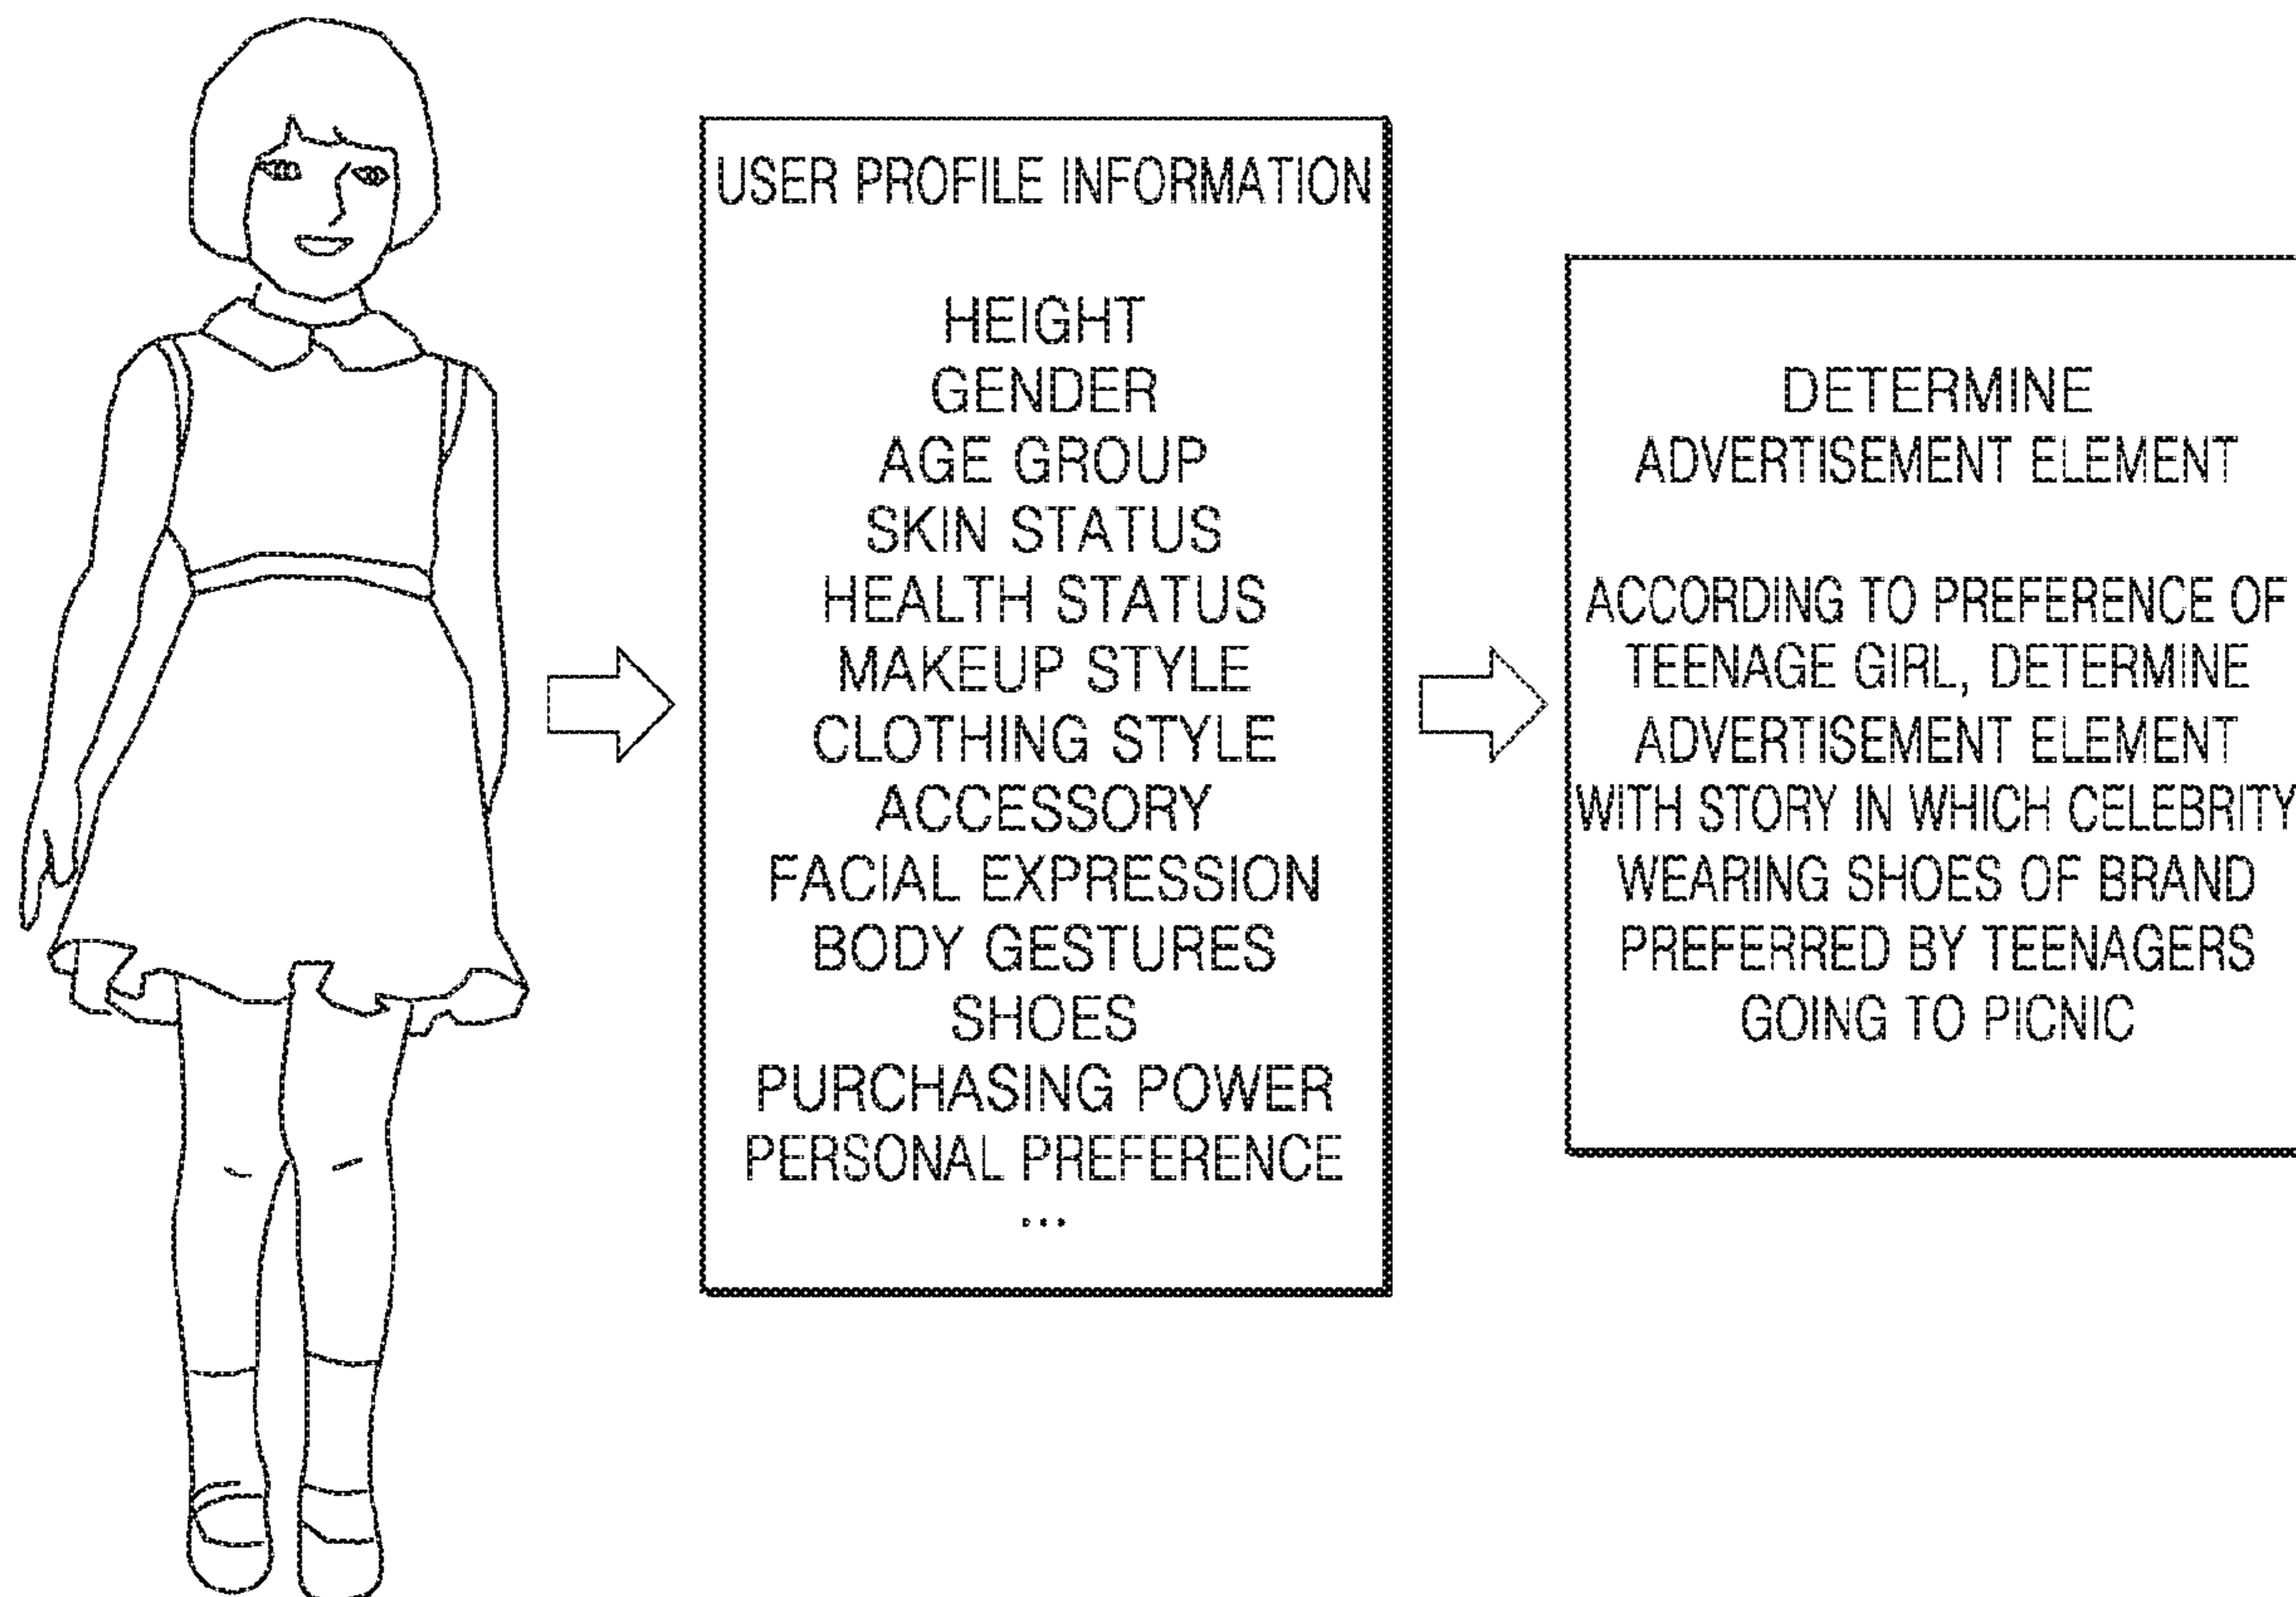 USER PROFILE INFORMATION
HEIGHT
GENDER
AGE GROUP
SKIN STATUS
HEALTH STATUS
MAKEUP STYLE
CLOTHING STYLE
ACCESSORY
FACIAL EXPRESSION
BODY GESTURES
SHOES
PURCHASING POWER
PERSONAL PREFERENCE
...
DETERMINE
ADVERTISEMENT ELEMENT
ACCORDING TO PREFERENCE OF
TEENAGE GIRL, DETERMINE
ADVERTISEMENT ELEMENT
WITH STORY IN WHICH CELEBRITY
WEARING SHOES OF BRAND
PREFERRED BY TEENAGERS
GOING TO PICNIC